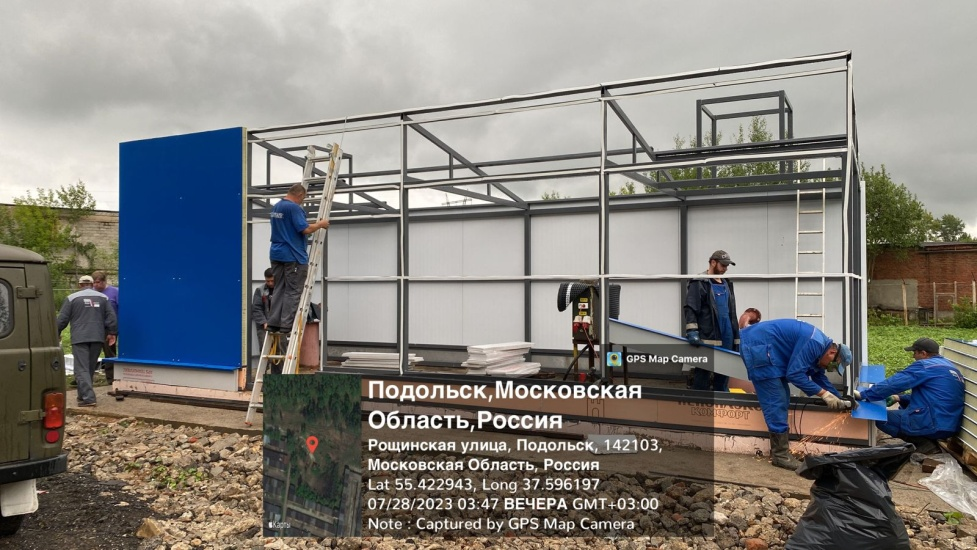 GPS Map Camera
Подольск,Московская
Область,Россия
Рощинская улица, Подольск, 142103,
Московская Область, Россия
Lat 55.422943, Long 37.596197
07/28/2023 03:47 ВЕЧЕРА GMT+03:00
Note : Captured by GPS Map Camera
Карты
КОМФОРТ